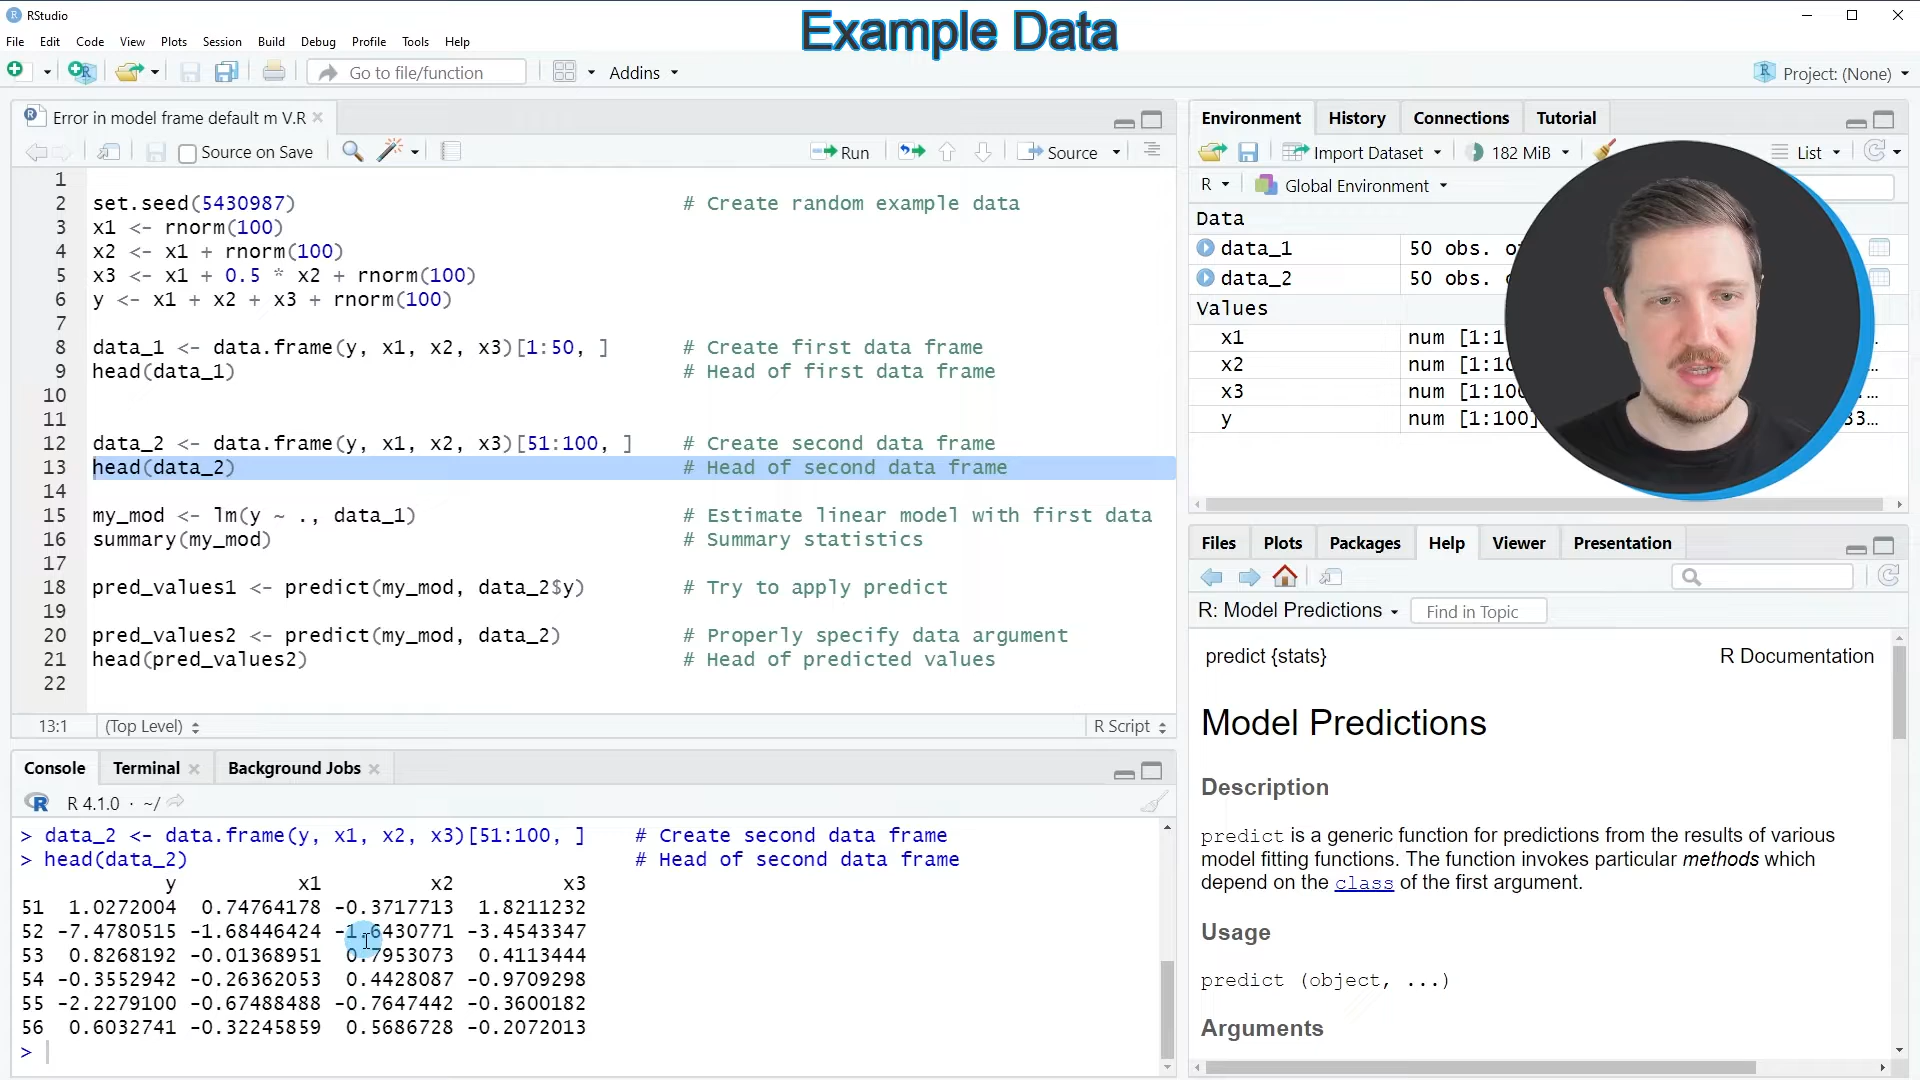 RStudio
Example Data
File Edit Code View Plots Session Build Debug Profile Tools Help
Go to file/function
Addins
Project: (None)
Error in model frame default m V.R
Source on Save
Run
Source
1
2 set.seed(5430987) # Create random example data
3 x1 <- rnorm(100)
4 x2 <- x1 + rnorm(100)
5 x3 <- x1 + 0.5 * x2 + rnorm(100)
6 y <- x1 + x2 + x3 + rnorm(100)
7
8 data_1 <- data.frame(y, x1, x2, x3)[1:50, ] # Create first data frame
9 head(data_1) # Head of first data frame
10
11
12 data_2 <- data.frame(y, x1, x2, x3)[51:100, ] # Create second data frame
13 head(data_2) # Head of second data frame
14
15 my_mod <- lm(y ~ ., data_1) # Estimate linear model with first data
16 summary(my_mod) # Summary statistics
17
18 pred_values1 <- predict(my_mod, data_2$y) # Try to apply predict
19
20 pred_values2 <- predict(my_mod, data_2) # Properly specify data argument
21 head(pred_values2) # Head of predicted values
22
13:1 (Top Level) R Script
Console Terminal Background Jobs
R 4.1.0 · ~/
> data_2 <- data.frame(y, x1, x2, x3)[51:100, ] # Create second data frame
> head(data_2) # Head of second data frame
y x1 x2 x3
51 1.0272004 0.74764178 -0.3717713 1.8211232
52 -7.4780515 -1.68446424 -1.6430771 -3.4543347
53 0.8268192 -0.01368951 0.7953073 0.4113444
54 -0.3552942 -0.26362053 0.4428087 -0.9709298
55 -2.2279100 -0.67488488 -0.7647442 -0.3600182
56 0.6032741 -0.32245859 0.5686728 -0.2072013
>
Environment History Connections Tutorial
Import Dataset 182 MiB List
R Global Environment
Data
data_1 50 obs.
data_2 50 obs.
Values
x1 num
x2 num
x3 num
y num [1:100]
Files Plots Packages Help Viewer Presentation
R: Model Predictions Find in Topic
predict {stats} R Documentation
Model Predictions
Description
predict is a generic function for predictions from the results of various
model fitting functions. The function invokes particular methods which
depend on the class of the first argument.
Usage
predict (object, ...)
Arguments